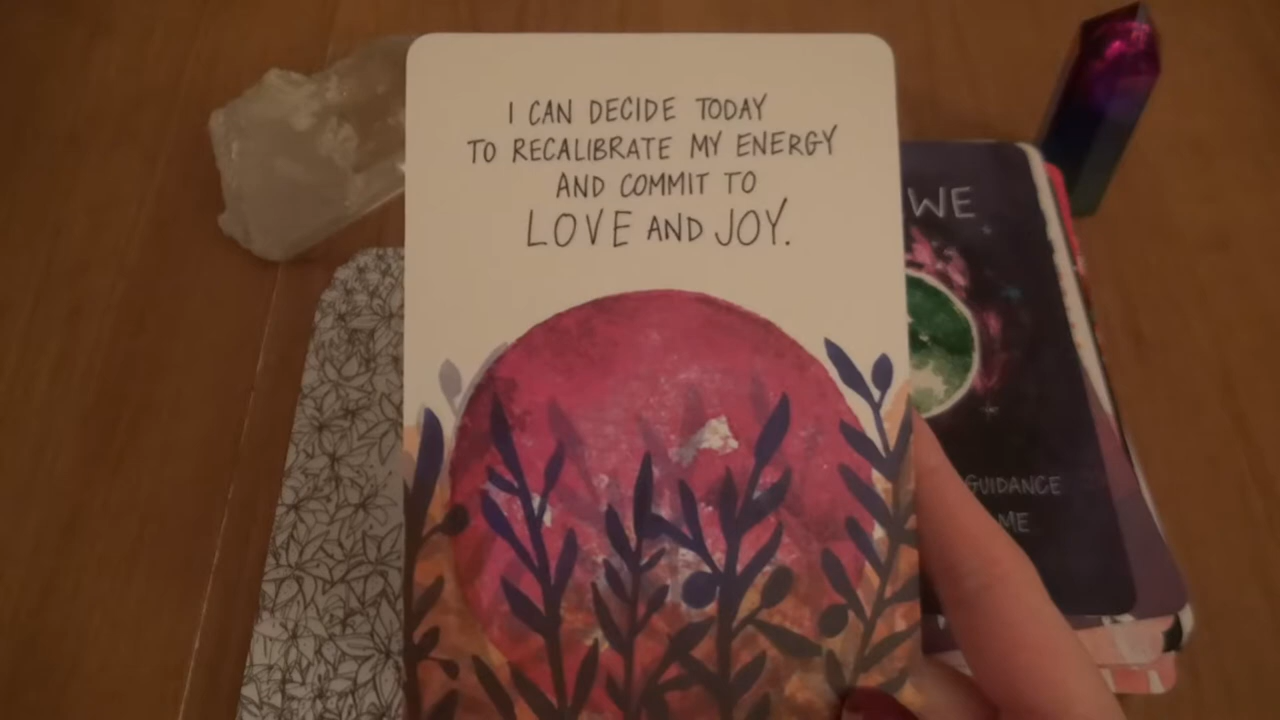 I CAN DECIDE TODAY
TO RECALIBRATE MY ENERGY
AND COMMIT TO
LOVE AND JOY.
WE
GUIDANCE
ME